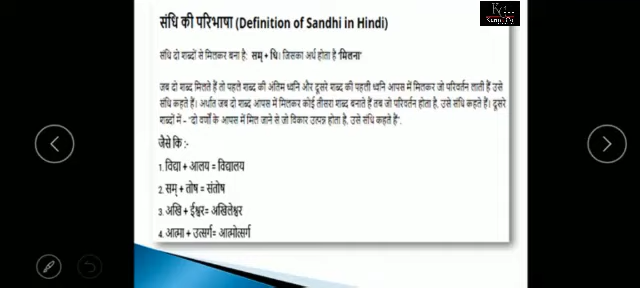 संधि की परिभाषा (Definition of Sandhi in Hindi)
संधि दो शब्दों से मिलकर बना है: सम् + धि। जिसका अर्थ होता है 'मिलना'
जब दो शब्द मिलते हैं तो पहले शब्द की अंतिम ध्वनि और दूसरे शब्द की पहली ध्वनि आपस में मिलकर जो परिवर्तन लाती हैं उसे
संधि कहते हैं। अर्थात जब दो शब्द आपस में मिलकर कोई तीसरा शब्द बनाते हैं तब जो परिवर्तन होता है, उसे संधि कहते हैं। दूसरे
शब्दों में - "दो वर्णों के आपस में मिल जाने से जो विकार उत्पन्न होता है, उसे संधि कहते हैं".
जैसे कि :-
1. विद्या + आलय = विद्यालय
2. सम् + तोष = संतोष
3. अखि + ईश्वर= अखिलेश्वर
4. आत्मा + उत्सर्ग= आत्मोत्सर्ग